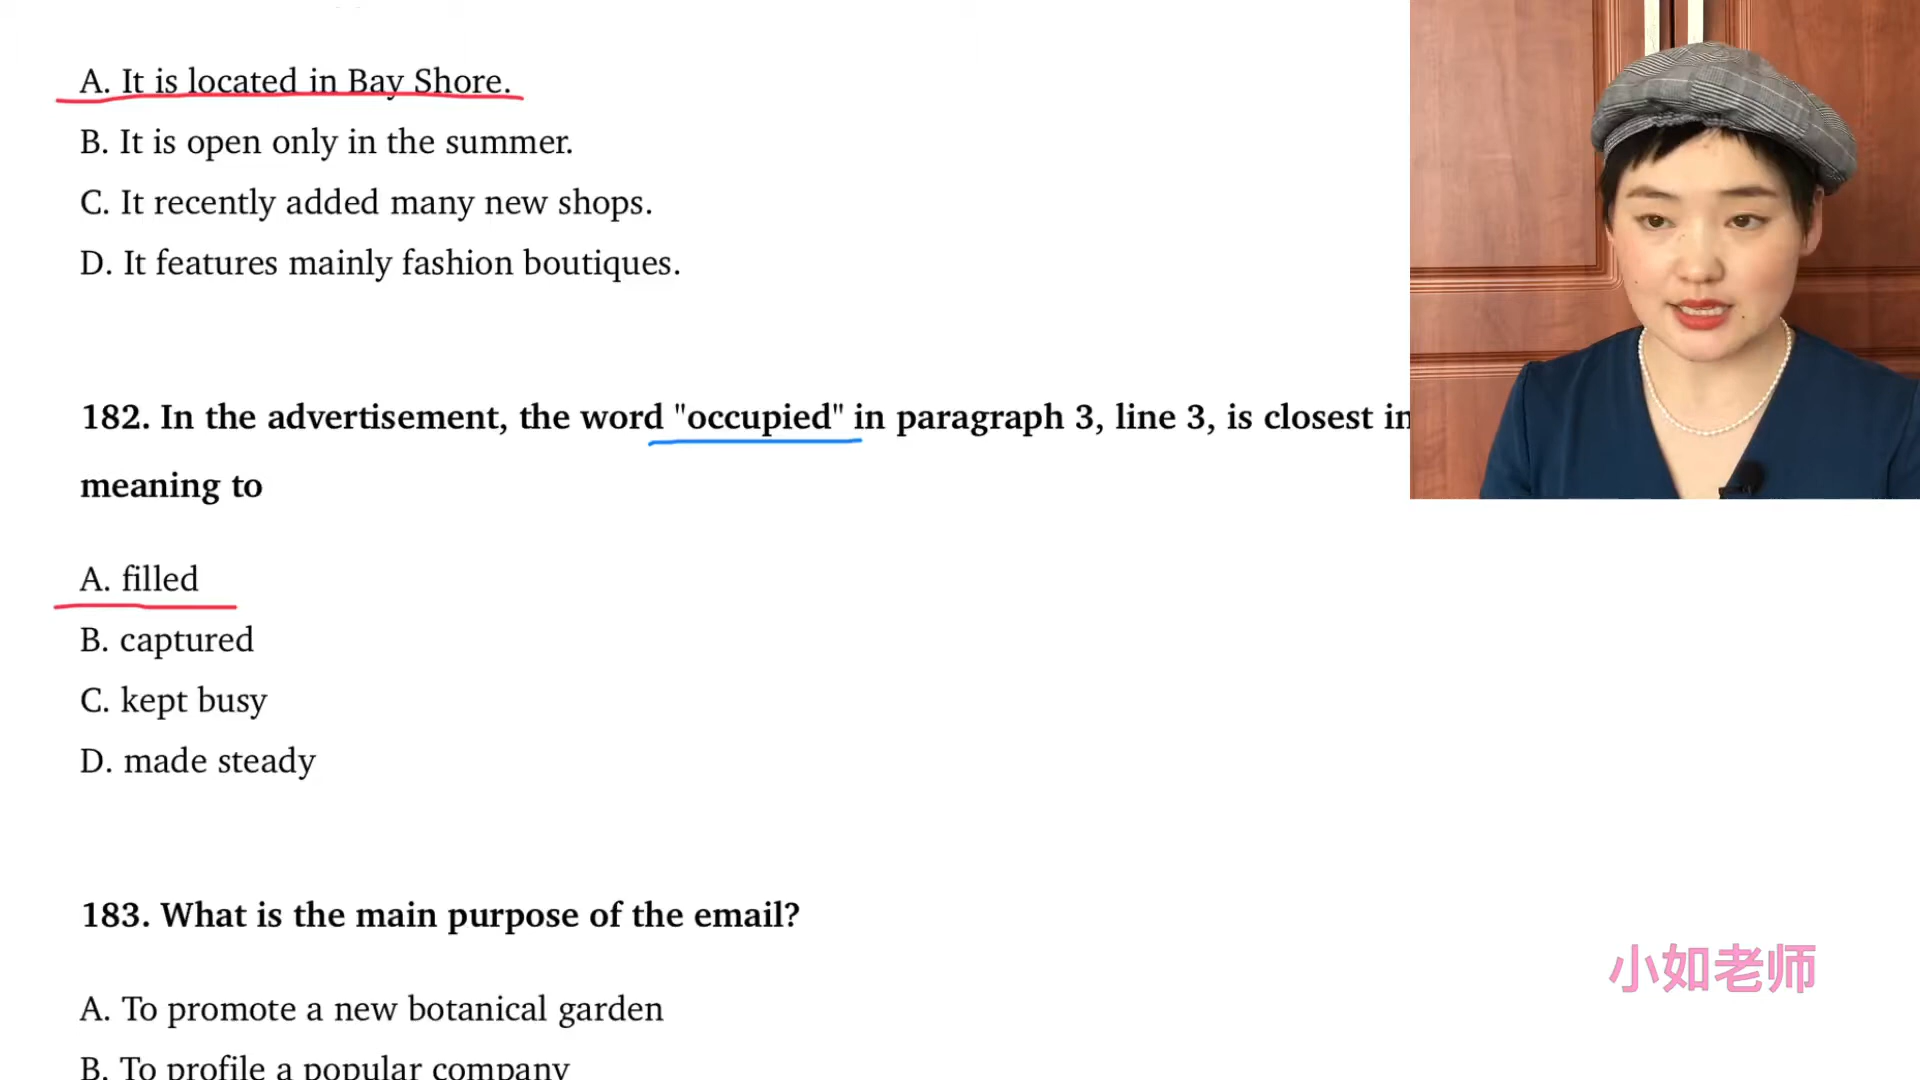 A. It is located in Bay Shore.
B. It is open only in the summer.
C. It recently added many new shops.
D. It features mainly fashion boutiques.
182. In the advertisement, the word "occupied" in paragraph 3, line 3, is closest in
meaning to
A. filled
B. captured
C. kept busy
D. made steady
183. What is the main purpose of the email?
A. To promote a new botanical garden
B. To profile a popular company
小如老师